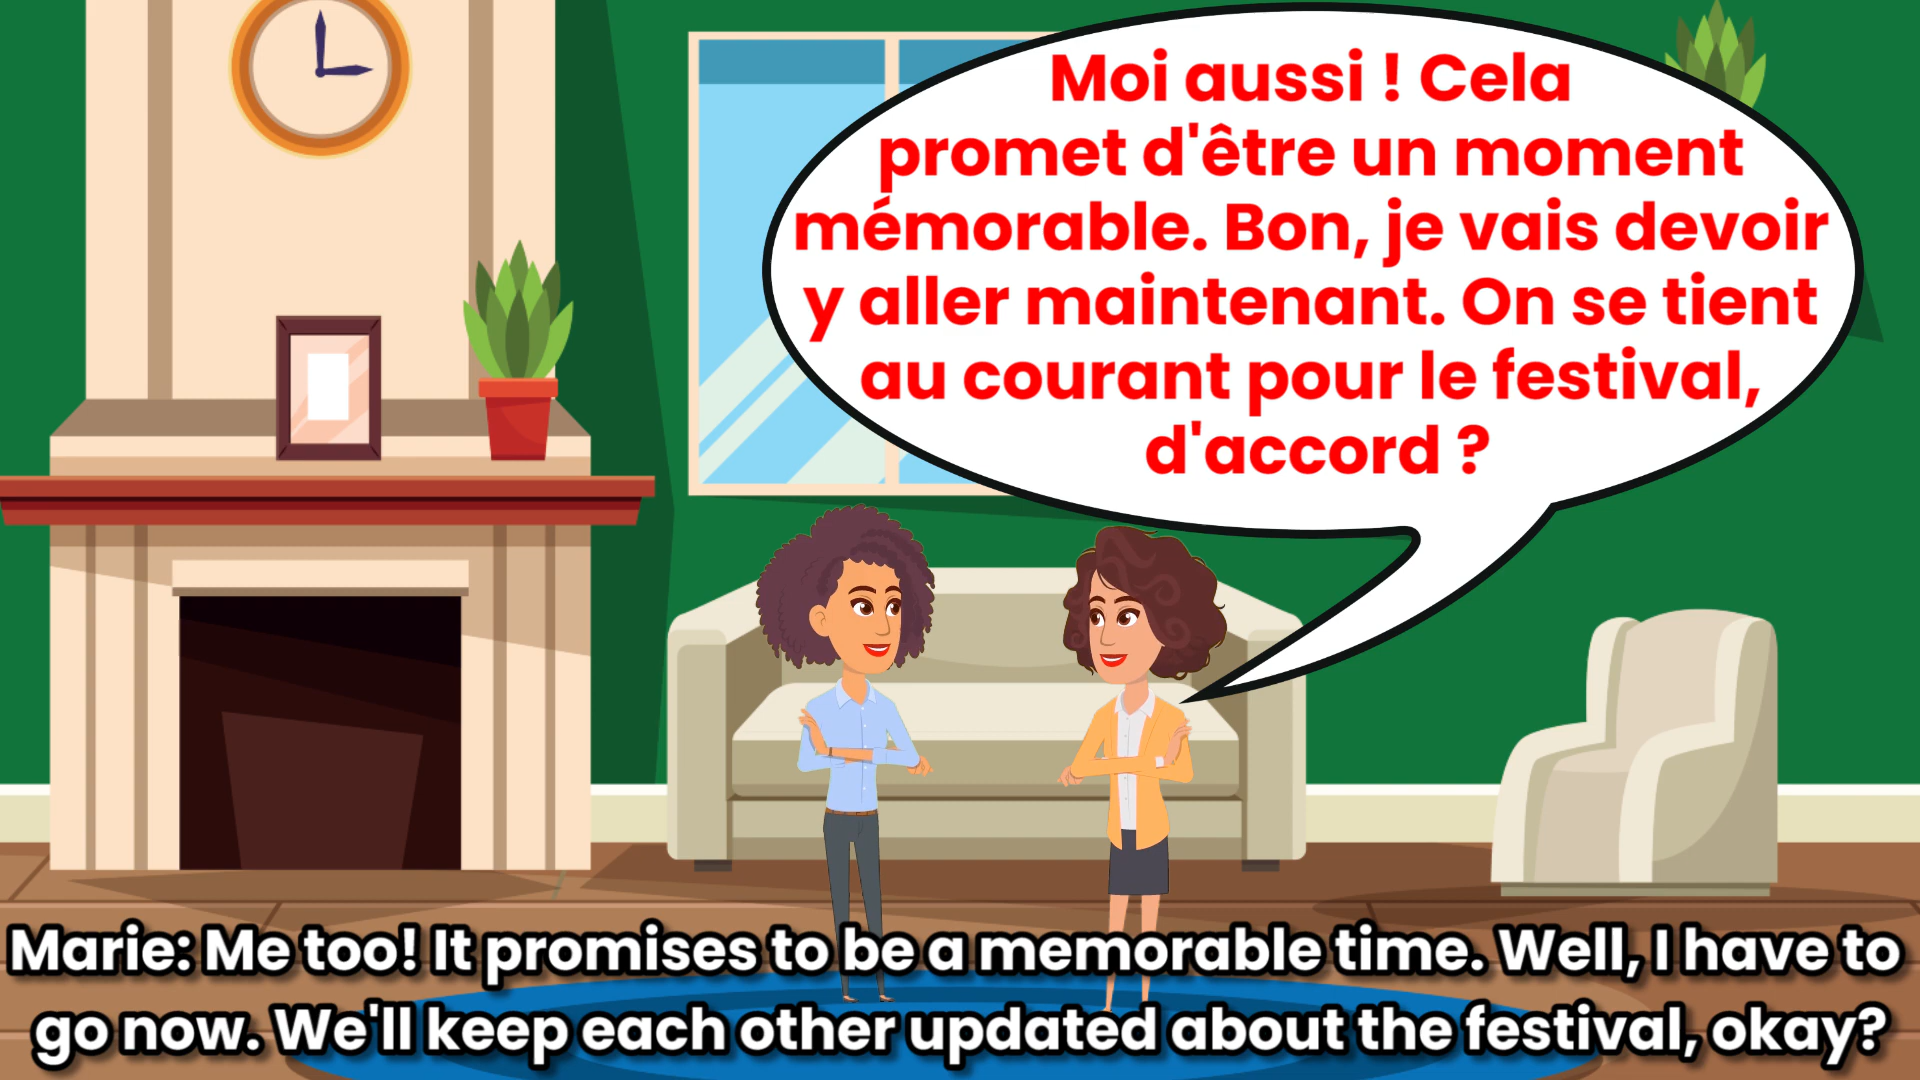 Moi aussi ! Cela
promet d'être un moment
mémorable. Bon, je vais devoir
y aller maintenant. On se tient
au courant pour le festival,
d'accord ?
Marie: Me too! It promises to be a memorable time. Well, I have to
go now. We'll keep each other updated about the festival, okay?